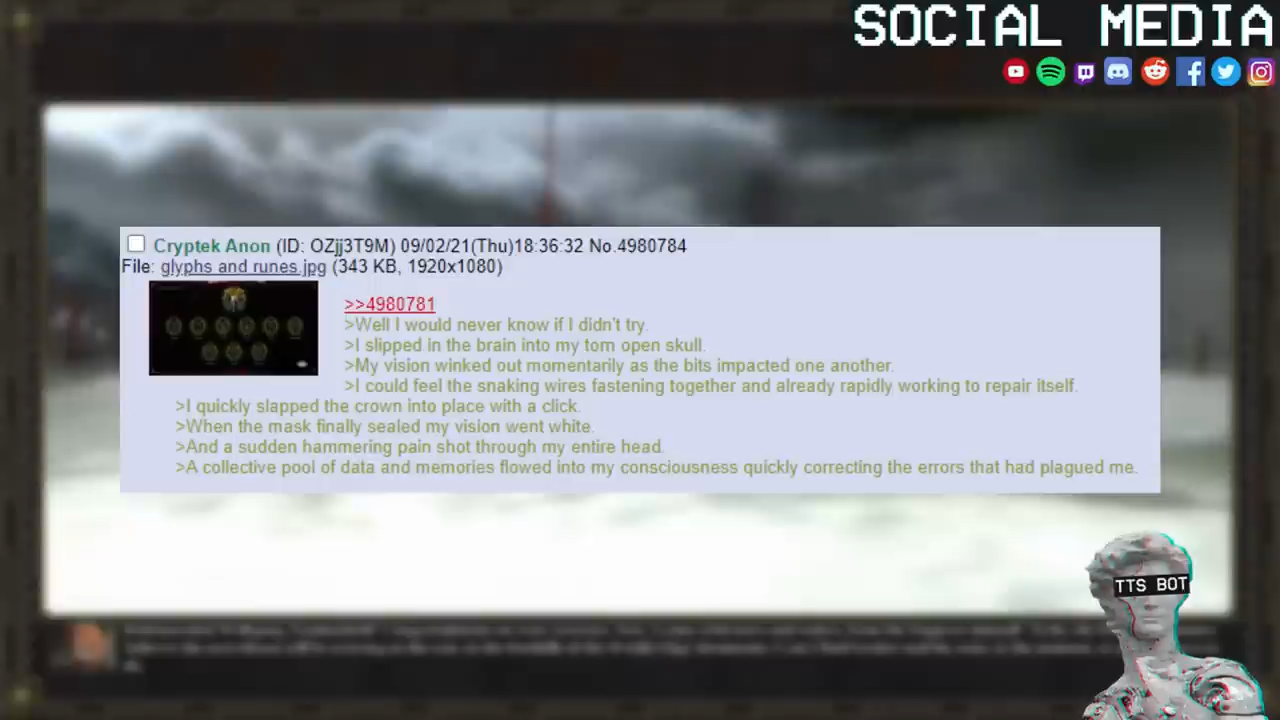 SOCIAL MEDIA
Cryptek Anon (ID: OZjj3T9M) 09/02/21(Thu)18:36:32 No.4980784
File: glyphs and runes.jpg (343 KB, 1920x1080)
>>4980781
>Well I would never know if I didn't try.
>I slipped in the brain into my torn open skull.
>My vision winked out momentarily as the bits impacted one another.
>I could feel the snaking wires fastening together and already rapidly working to repair itself.
>I quickly slapped the crown into place with a click.
>When the mask finally sealed my vision went white.
>And a sudden hammering pain shot through my entire head.
>A collective pool of data and memories flowed into my consciousness quickly correcting the errors that had plagued me.
TTS BOT